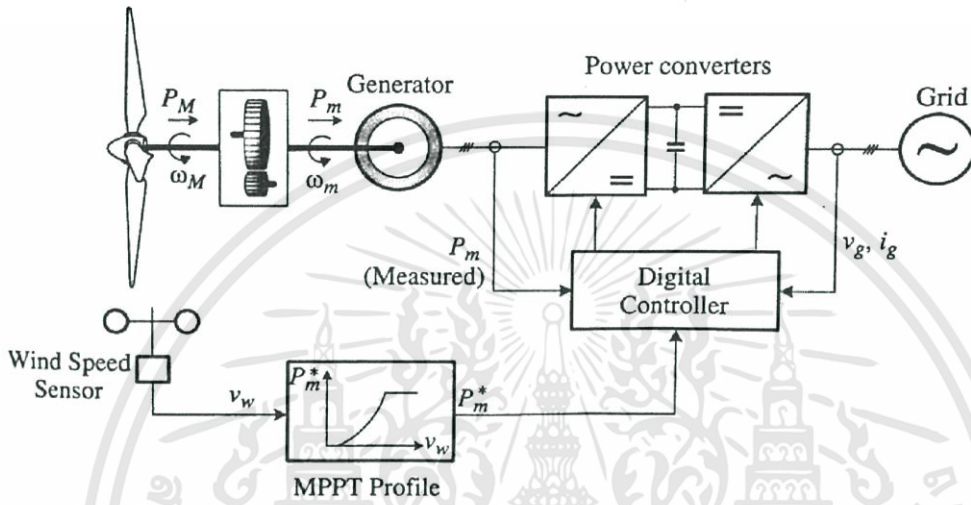 Power converters
Generator
Grid
P_M
P_m
ω_M
ω_m
~
=
=
~
~
P_m
(Measured)
v_g, i_g
Digital
Controller
Wind Speed
Sensor
v_w
P_m^*
v_w
P_m^*
MPPT Profile